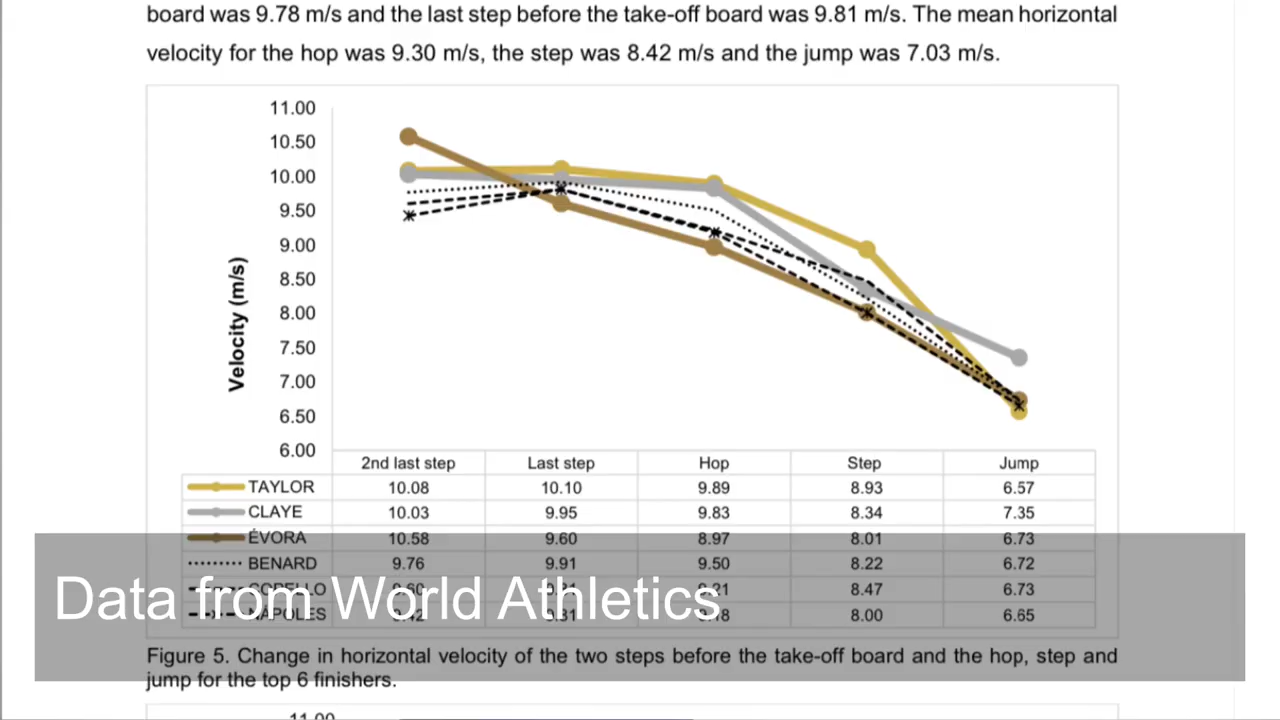 board was 9.78 m/s and the last step before the take-off board was 9.81 m/s. The mean horizontal
velocity for the hop was 9.30 m/s, the step was 8.42 m/s and the jump was 7.03 m/s.
11.00
10.50
10.00
9.50
9.00
8.50
8.00
7.50
7.00
6.50
6.00
Velocity (m/s)
2nd last step Last step Hop Step Jump
TAYLOR 10.08 10.10 9.89 8.93 6.57
CLAYE 10.03 9.95 9.83 8.34 7.35
ÉVORA 10.58 9.60 8.97 8.01 6.73
BENARD 9.76 9.91 9.50 8.22 6.72
8.47 6.73
8.00 6.65
Data from World Athletics
Figure 5. Change in horizontal velocity of the two steps before the take-off board and the hop, step and
jump for the top 6 finishers.